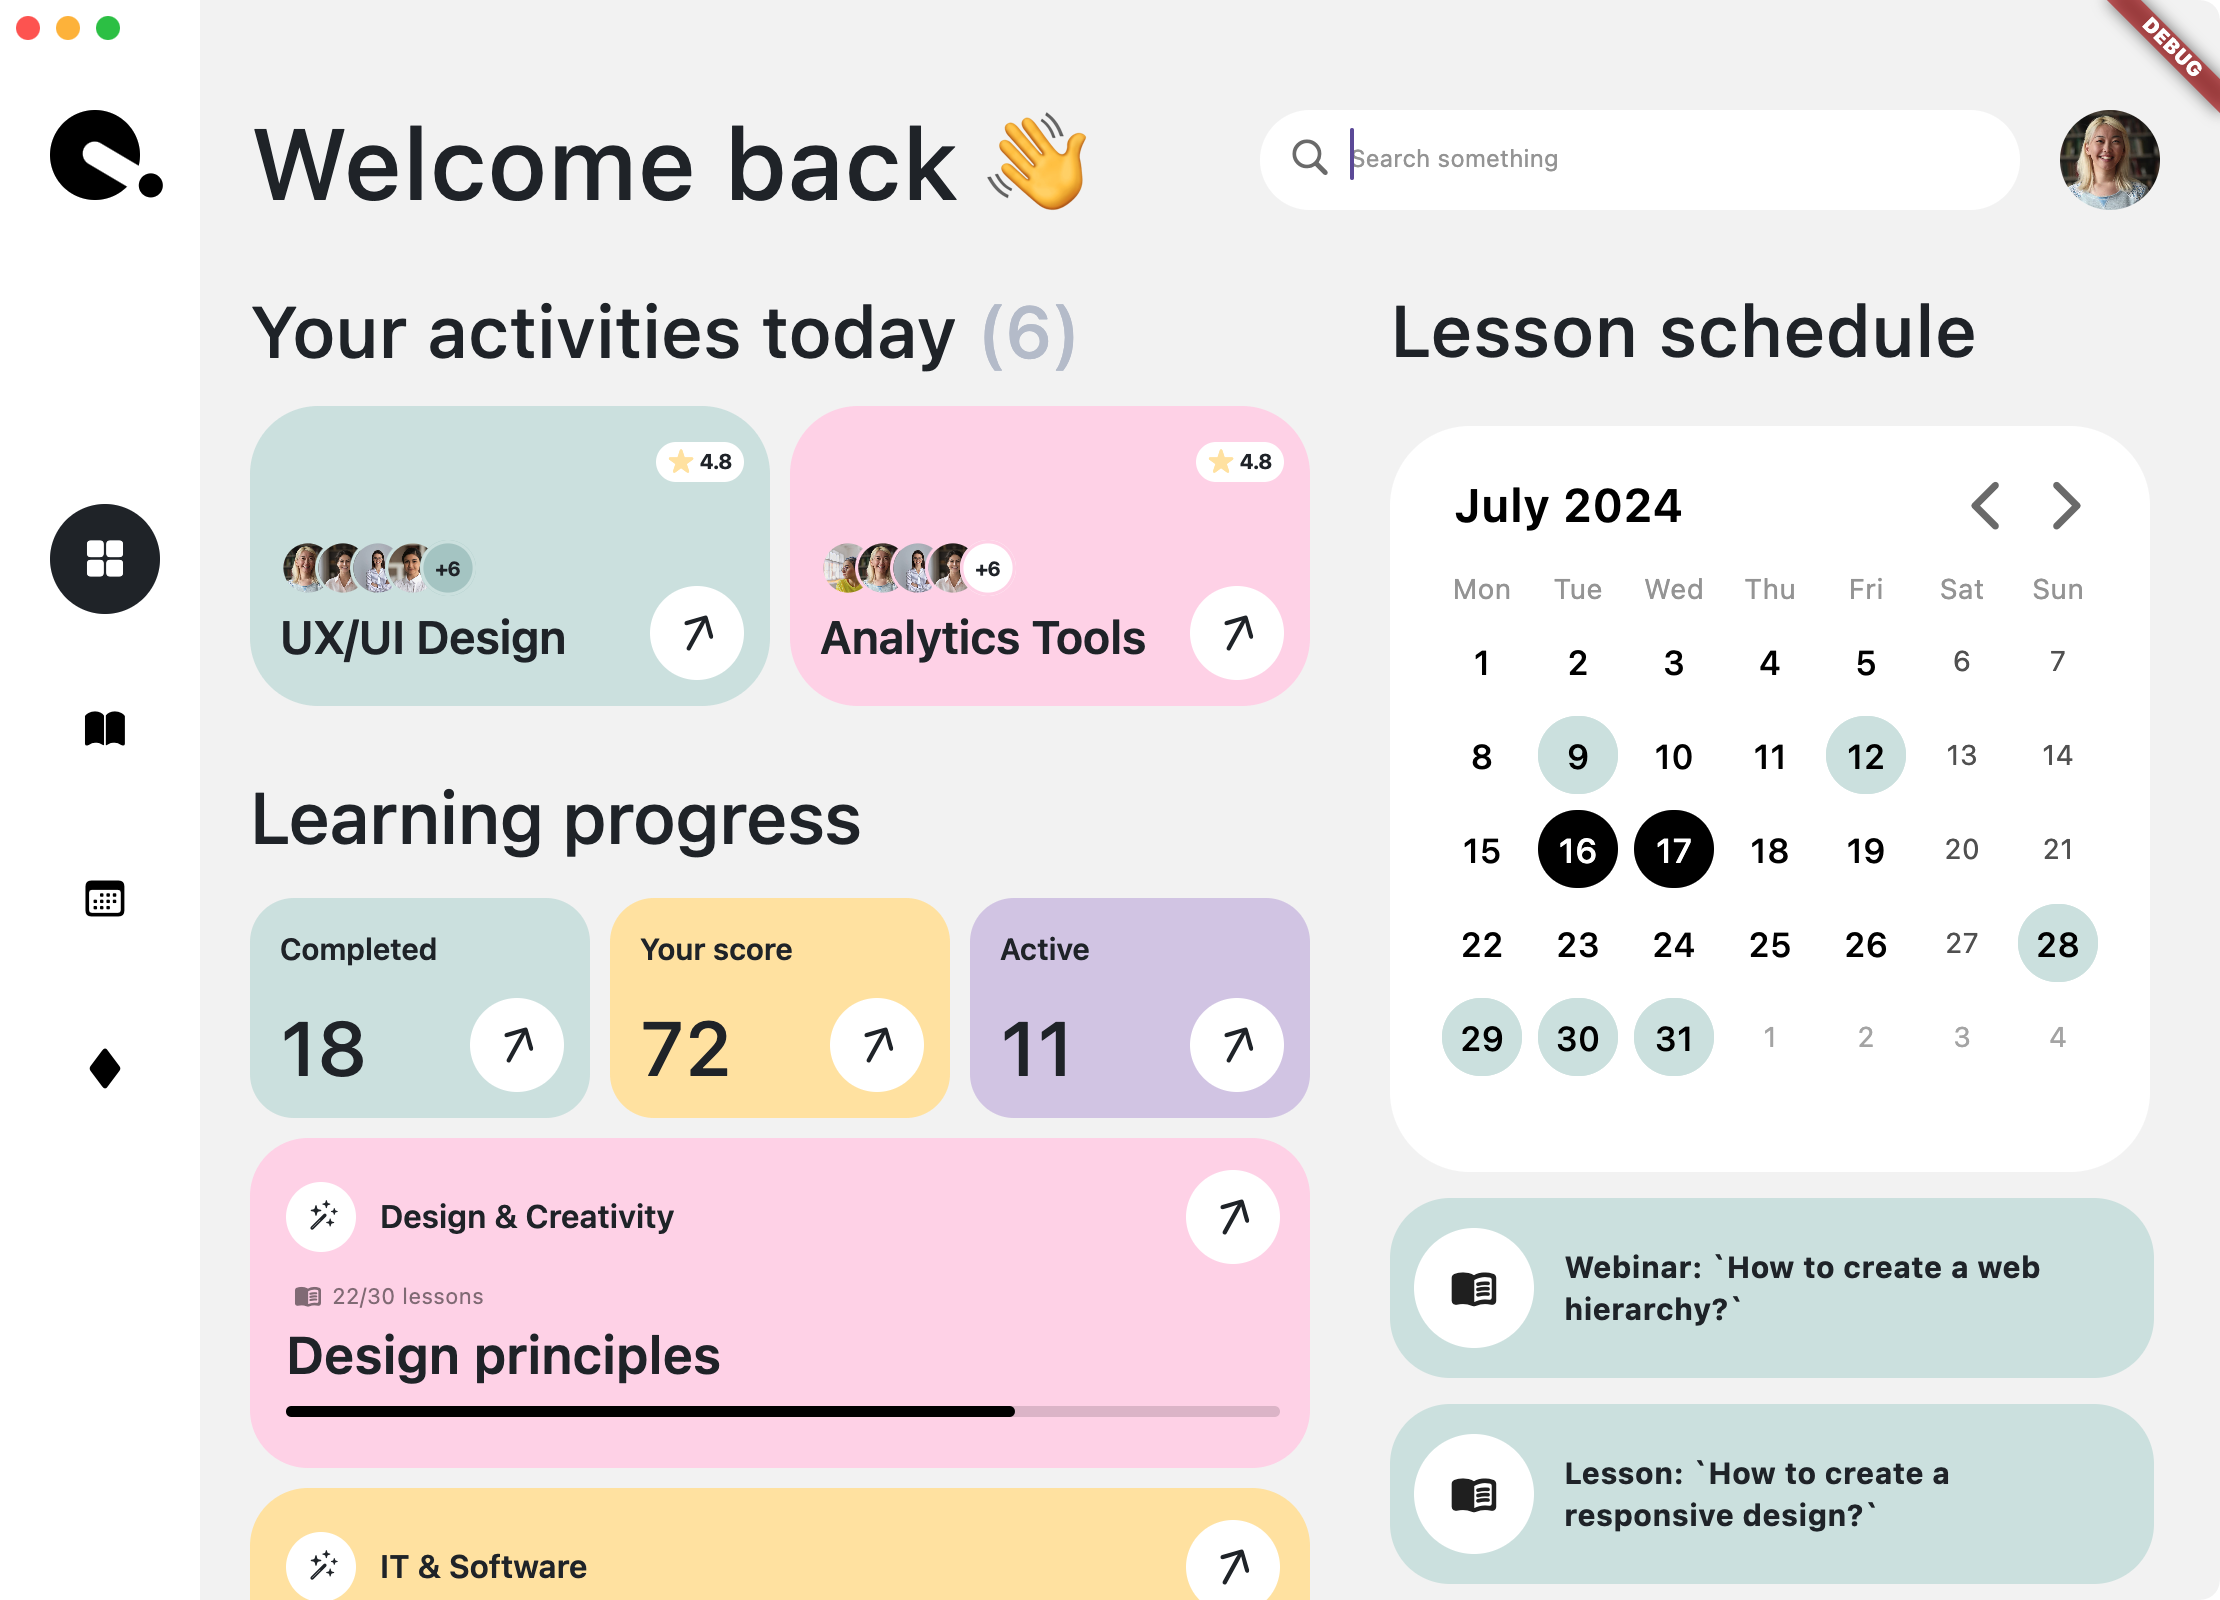 DEBUG
Welcome back 👋
Search something
Your activities today (6)
4.8
+6
UX/UI Design
4.8
+6
Analytics Tools
Learning progress
Completed
18
Your score
72
Active
11
Design & Creativity
22/30 lessons
Design principles
IT & Software
Lesson schedule
July 2024
Mon Tue Wed Thu Fri Sat Sun
1 2 3 4 5 6 7
8 9 10 11 12 13 14
15 16 17 18 19 20 21
22 23 24 25 26 27 28
29 30 31 1 2 3 4
Webinar: `How to create a web
hierarchy?`
Lesson: `How to create a
responsive design?`